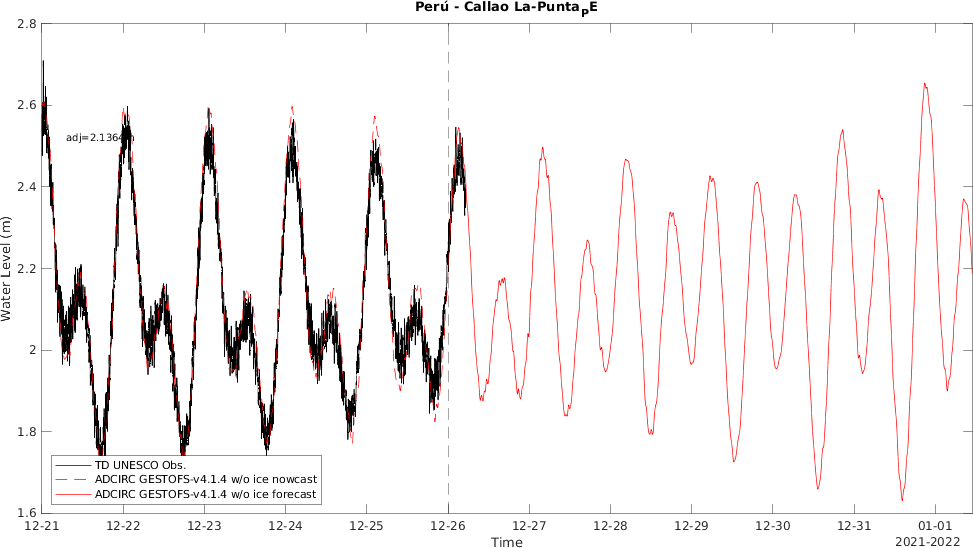 Perú - Callao La-PuntaPE
2.8
2.6
adj=2.1364
2.4
2.2
2
1.8
1.6
Water Level (m)
TD UNESCO Obs.
ADCIRC GESTOFS-v4.1.4 w/o ice nowcast
ADCIRC GESTOFS-v4.1.4 w/o ice forecast
12-21 12-22 12-23 12-24 12-25 12-26 12-27 12-28 12-29 12-30 12-31 01-01
Time
2021-2022